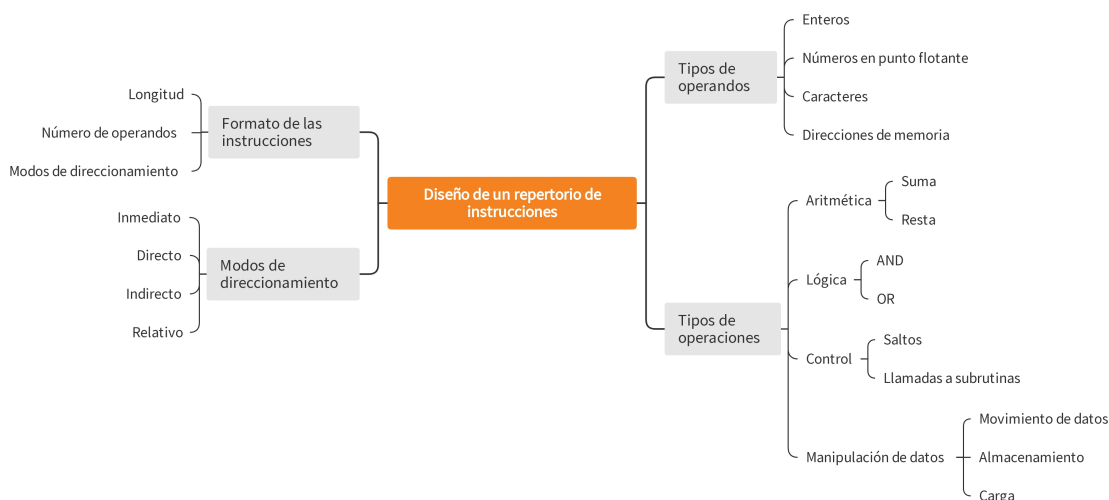 Diseño de un repertorio de
instrucciones
Formato de las
instrucciones
Longitud
Número de operandos
Modos de direccionamiento
Modos de
direccionamiento
Inmediato
Directo
Indirecto
Relativo
Tipos de
operandos
Enteros
Números en punto flotante
Caracteres
Direcciones de memoria
Tipos de
operaciones
Aritmética
Suma
Resta
Lógica
AND
OR
Control
Saltos
Llamadas a subrutinas
Manipulación de datos
Movimiento de datos
Almacenamiento
Carga